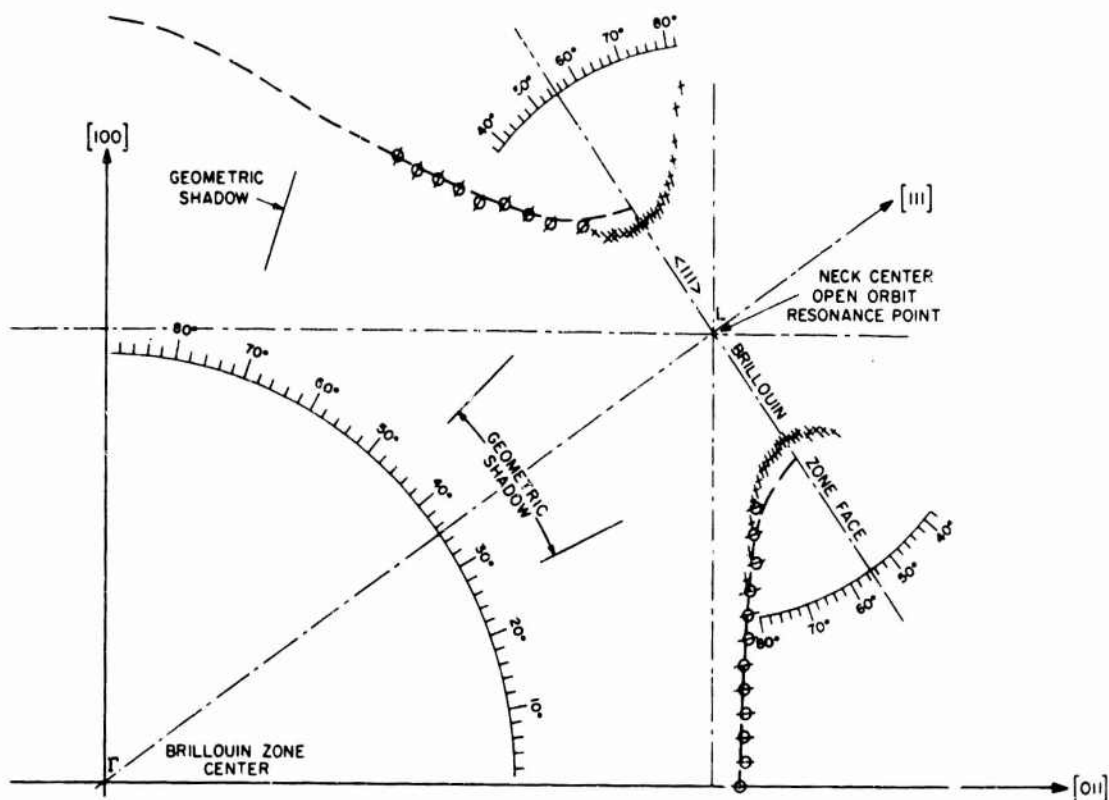 40°
50°
60°
70°
80°
[100]
GEOMETRIC
SHADOW
[111]
<111>
NECK CENTER
OPEN ORBIT
RESONANCE POINT
L
80°
70°
60°
50°
40°
30°
20°
10°
GEOMETRIC
SHADOW
BRILLOUIN
ZONE FACE
40°
50°
60°
70°
80°
Γ
BRILLOUIN ZONE
CENTER
[011]